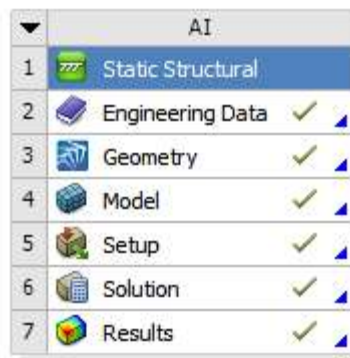 AI
1 Static Structural
2 Engineering Data
3 Geometry
4 Model
5 Setup
6 Solution
7 Results